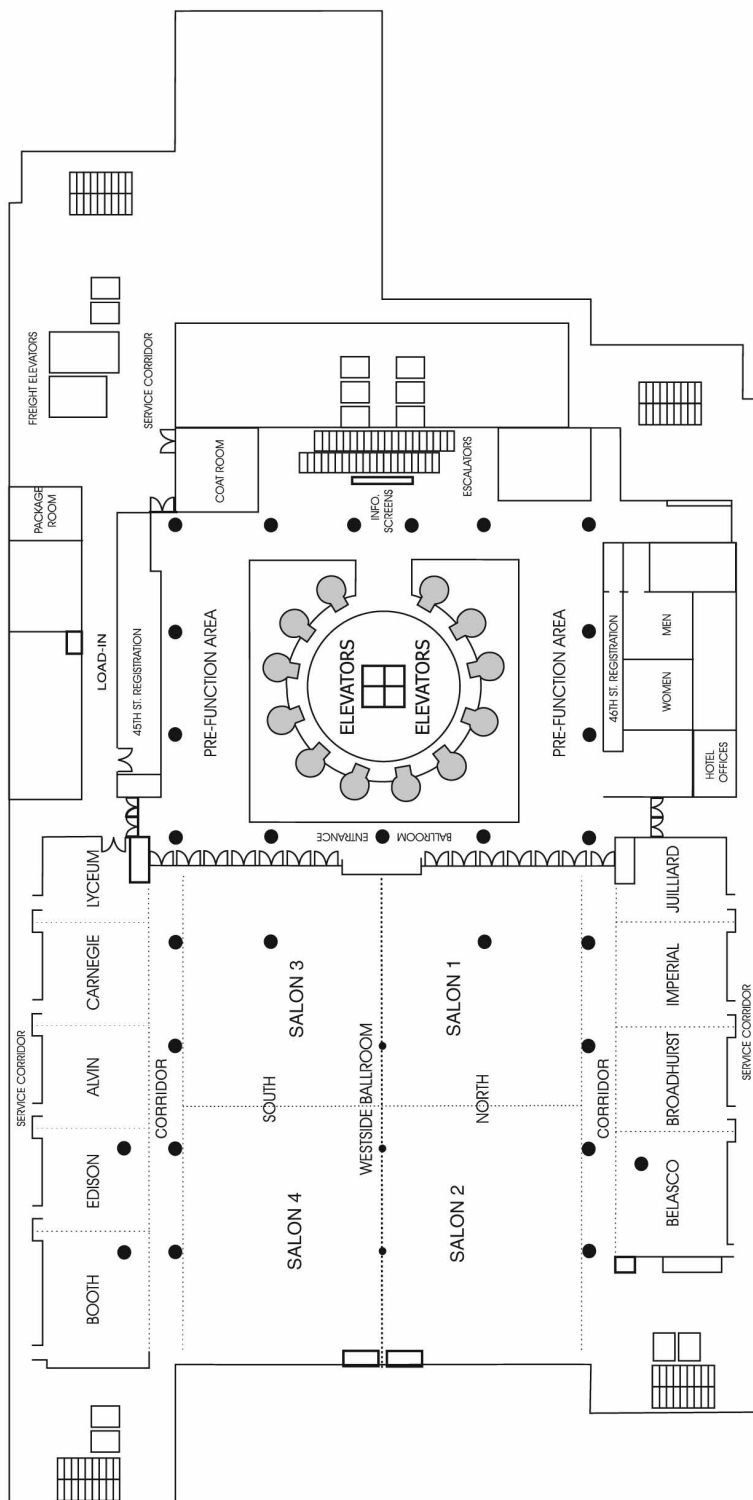 FREIGHT ELEVATORS
SERVICE CORRIDOR
PACKAGE
ROOM
COAT ROOM
INFO.
SCREENS
ESCALATORS
LOAD-IN
45TH ST. REGISTRATION
PRE-FUNCTION AREA
ELEVATORS
ELEVATORS
PRE-FUNCTION AREA
46TH ST. REGISTRATION
MEN
WOMEN
HOTEL
OFFICES
ENTRANCE
BALLROOM
LYCEUM
CARNEGIE
ALVIN
EDISON
BOOTH
SERVICE CORRIDOR
CORRIDOR
SALON 3
SOUTH
SALON 4
WESTSIDE BALLROOM
SALON 1
NORTH
SALON 2
CORRIDOR
JUILLIARD
IMPERIAL
BROADHURST
BELASCO
SERVICE CORRIDOR